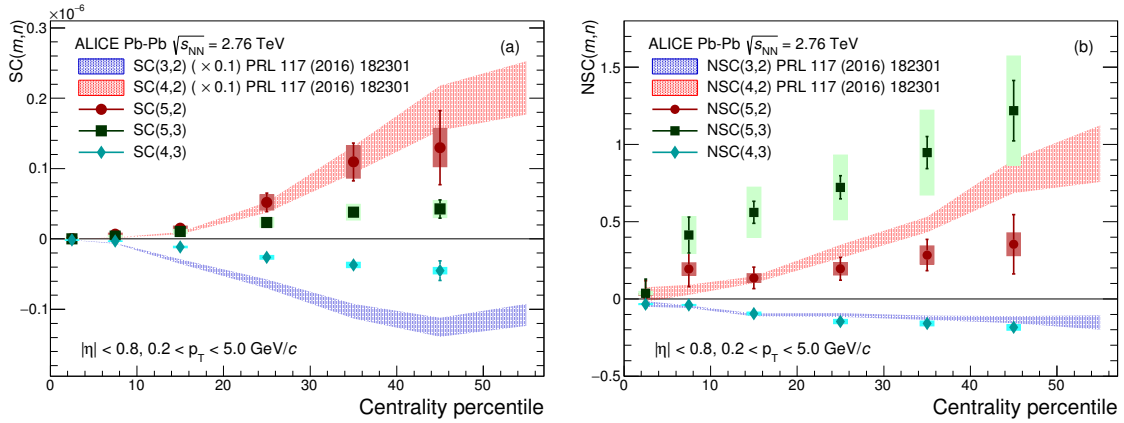 ×10⁻⁶
SC(m,n)
0.3
0.2
0.1
0
−0.1
ALICE Pb-Pb √sNN = 2.76 TeV
(a)
SC(3,2) ( × 0.1) PRL 117 (2016) 182301
SC(4,2) ( × 0.1) PRL 117 (2016) 182301
SC(5,2)
SC(5,3)
SC(4,3)
|η| < 0.8, 0.2 < pT < 5.0 GeV/c
0 10 20 30 40 50
Centrality percentile
NSC(m,n)
1.5
1
0.5
0
−0.5
ALICE Pb-Pb √sNN = 2.76 TeV
(b)
NSC(3,2) PRL 117 (2016) 182301
NSC(4,2) PRL 117 (2016) 182301
NSC(5,2)
NSC(5,3)
NSC(4,3)
|η| < 0.8, 0.2 < pT < 5.0 GeV/c
0 10 20 30 40 50
Centrality percentile